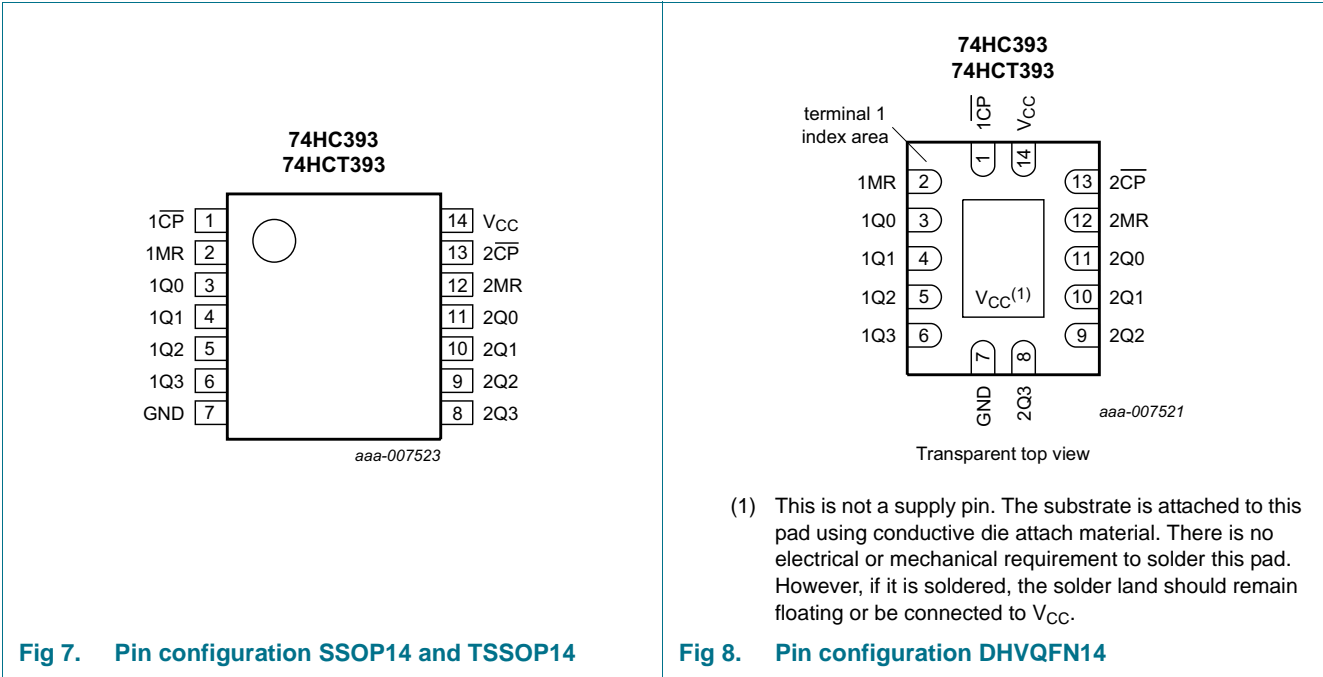 74HC393
74HCT393
1C̅P̅ 1
1MR 2
1Q0 3
1Q1 4
1Q2 5
1Q3 6
GND 7
14 VCC
13 2C̅P̅
12 2MR
11 2Q0
10 2Q1
9 2Q2
8 2Q3
aaa-007523
Fig 7. Pin configuration SSOP14 and TSSOP14
74HC393
74HCT393
terminal 1
index area
1̅C̅P̅ VCC
1 14
1MR 2
1Q0 3
1Q1 4
1Q2 5
1Q3 6
13 2C̅P̅
12 2MR
11 2Q0
10 2Q1
9 2Q2
VCC(1)
7 8
GND 2Q3
aaa-007521
Transparent top view
(1) This is not a supply pin. The substrate is attached to this
pad using conductive die attach material. There is no
electrical or mechanical requirement to solder this pad.
However, if it is soldered, the solder land should remain
floating or be connected to VCC.
Fig 8. Pin configuration DHVQFN14